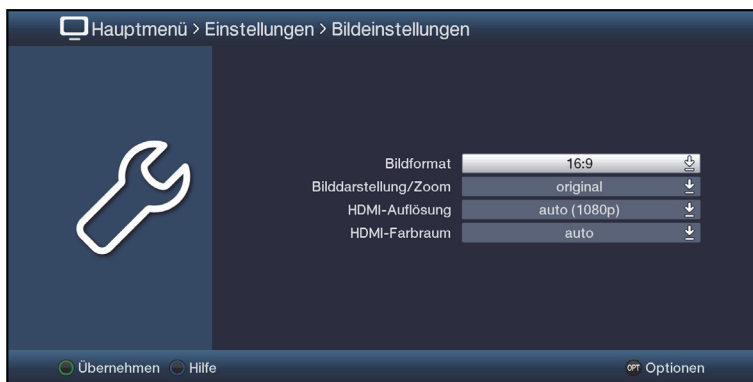 Hauptmenü > Einstellungen > Bildeinstellungen
Bildformat 16:9
Bilddarstellung/Zoom original
HDMI-Auflösung auto (1080p)
HDMI-Farbraum auto
Übernehmen Hilfe OPT Optionen